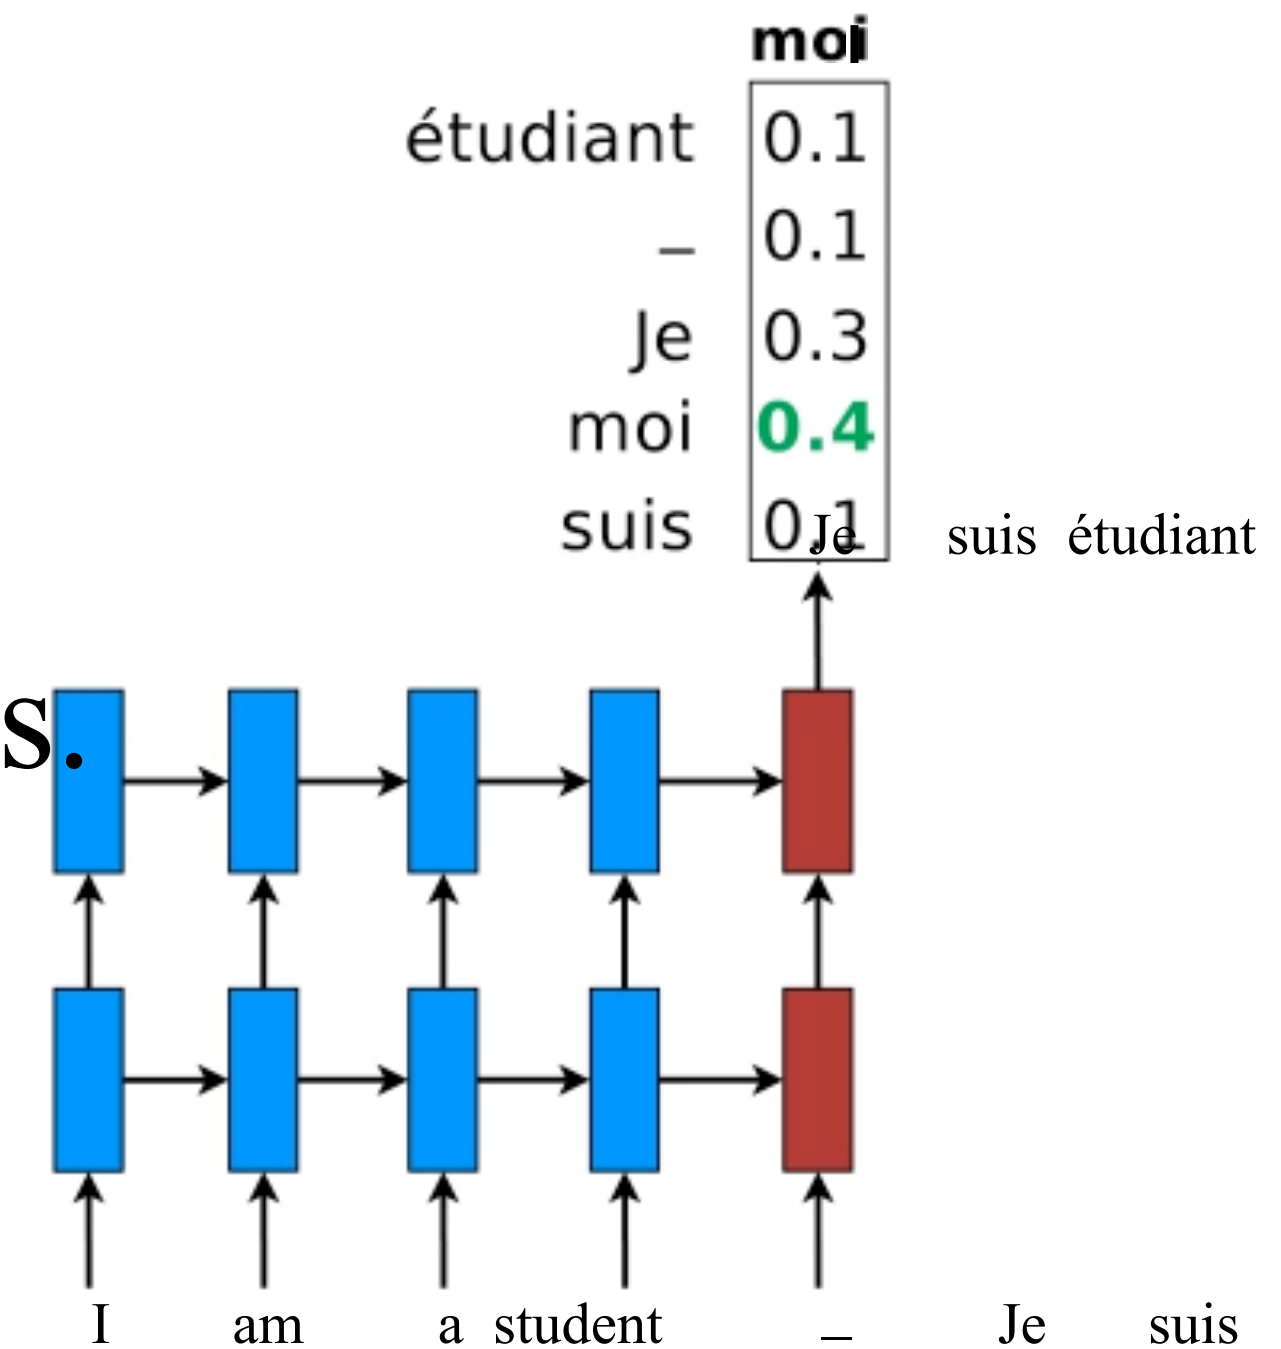 moi
étudiant 0.1
_ 0.1
Je 0.3
moi 0.4
suis 0.1
Je suis étudiant
s.
I am a student _ Je suis